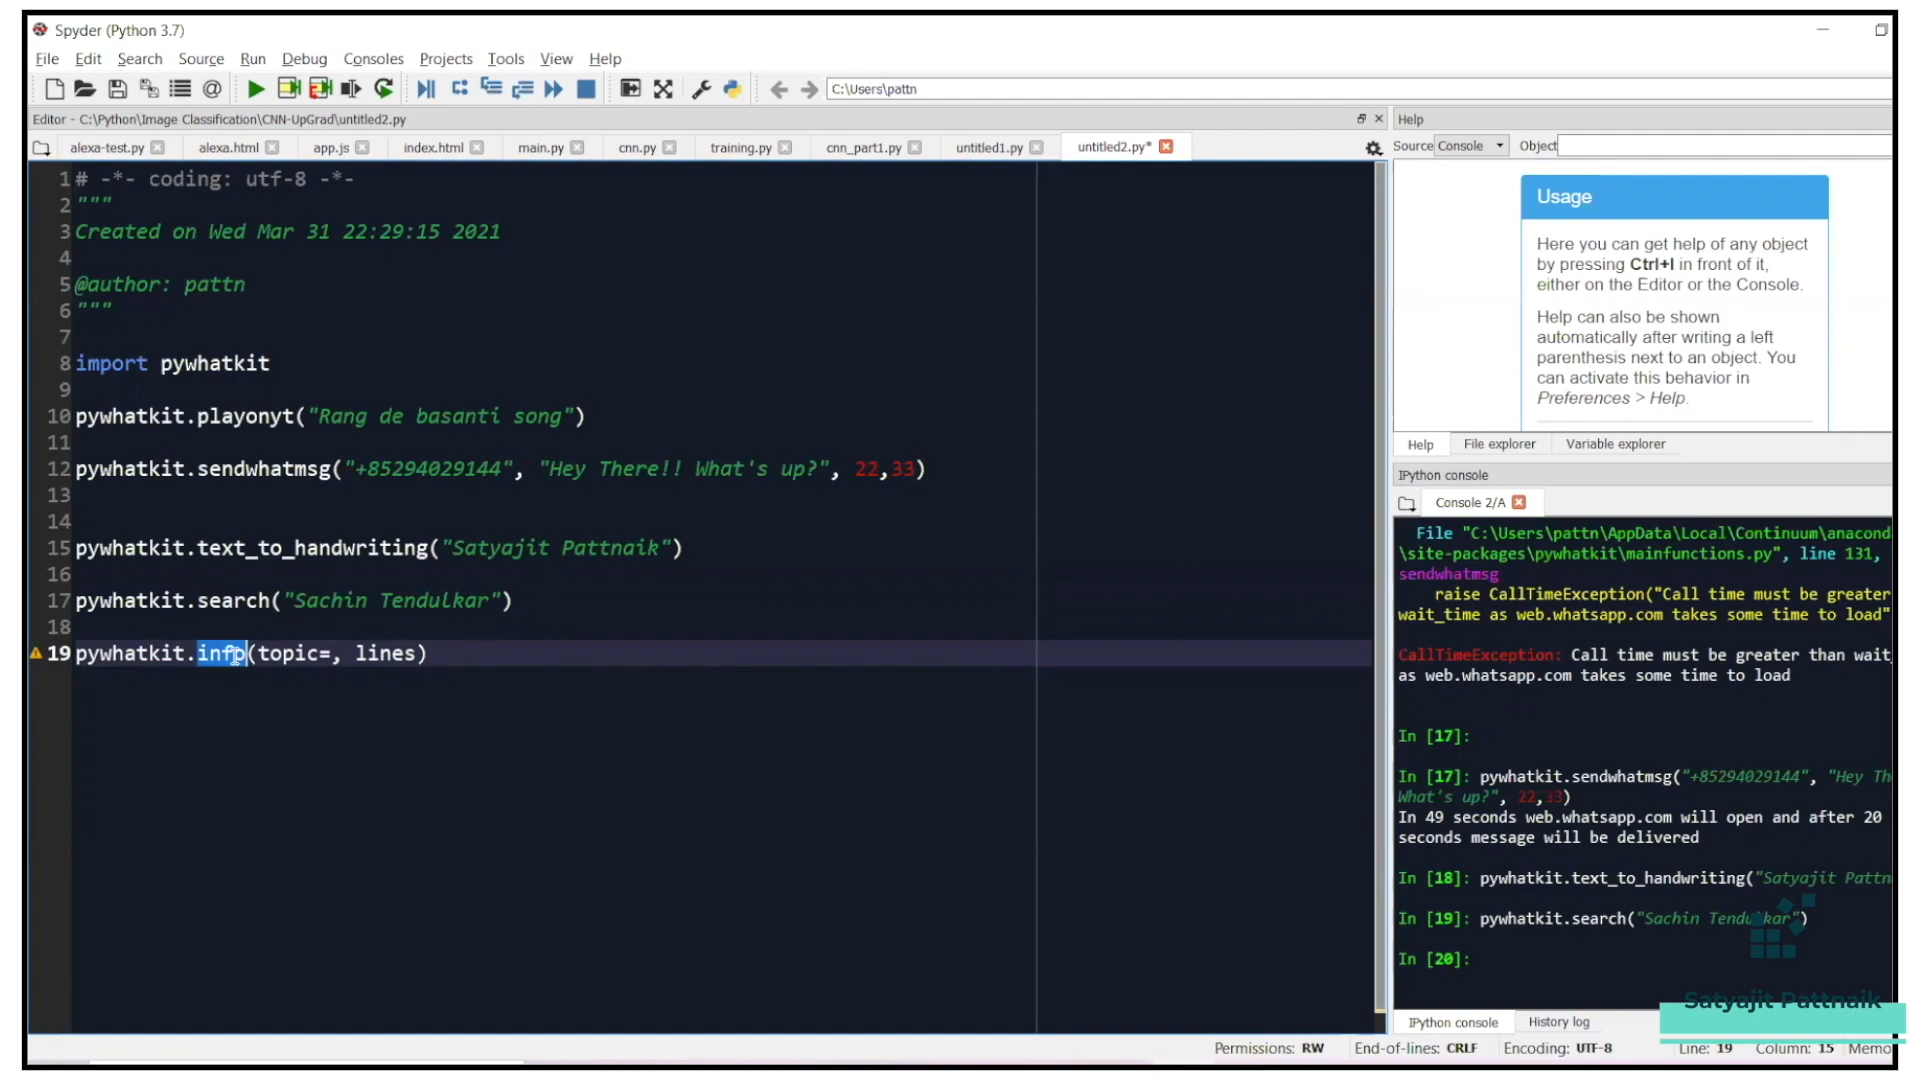 Spyder (Python 3.7)
File Edit Search Source Run Debug Consoles Projects Tools View Help
C:\Users\pattn
Editor - C:\Python\Image Classification\CNN-UpGrad\untitled2.py
alexa-test.py alexa.html app.js index.html main.py cnn.py training.py cnn_part1.py untitled1.py untitled2.py*
1 # -*- coding: utf-8 -*-
2 """
3 Created on Wed Mar 31 22:29:15 2021
4
5 @author: pattn
6 """
7
8 import pywhatkit
9
10 pywhatkit.playonyt("Rang de basanti song")
11
12 pywhatkit.sendwhatmsg("+85294029144", "Hey There!! What's up?", 22,33)
13
14
15 pywhatkit.text_to_handwriting("Satyajit Pattnaik")
16
17 pywhatkit.search("Sachin Tendulkar")
18
19 pywhatkit.info(topic=, lines)
Help
Source Console Object
Usage
Here you can get help of any object
by pressing Ctrl+I in front of it,
either on the Editor or the Console.
Help can also be shown
automatically after writing a left
parenthesis next to an object. You
can activate this behavior in
Preferences > Help.
Help File explorer Variable explorer
IPython console
Console 2/A
File "C:\Users\pattn\AppData\Local\Continuum\anacond
\site-packages\pywhatkit\mainfunctions.py", line 131,
sendwhatmsg
raise CallTimeException("Call time must be greater
wait_time as web.whatsapp.com takes some time to load"
CallTimeException: Call time must be greater than wait_
as web.whatsapp.com takes some time to load
In [17]:
In [17]: pywhatkit.sendwhatmsg("+85294029144", "Hey Th
What's up?", 22,33)
In 49 seconds web.whatsapp.com will open and after 20
seconds message will be delivered
In [18]: pywhatkit.text_to_handwriting("Satyajit Pattn
In [19]: pywhatkit.search("Sachin Tendulkar")
In [20]:
Satyajit Pattnaik
IPython console History log
Permissions: RW End-of-lines: CRLF Encoding: UTF-8 Line: 19 Column: 15 Memo